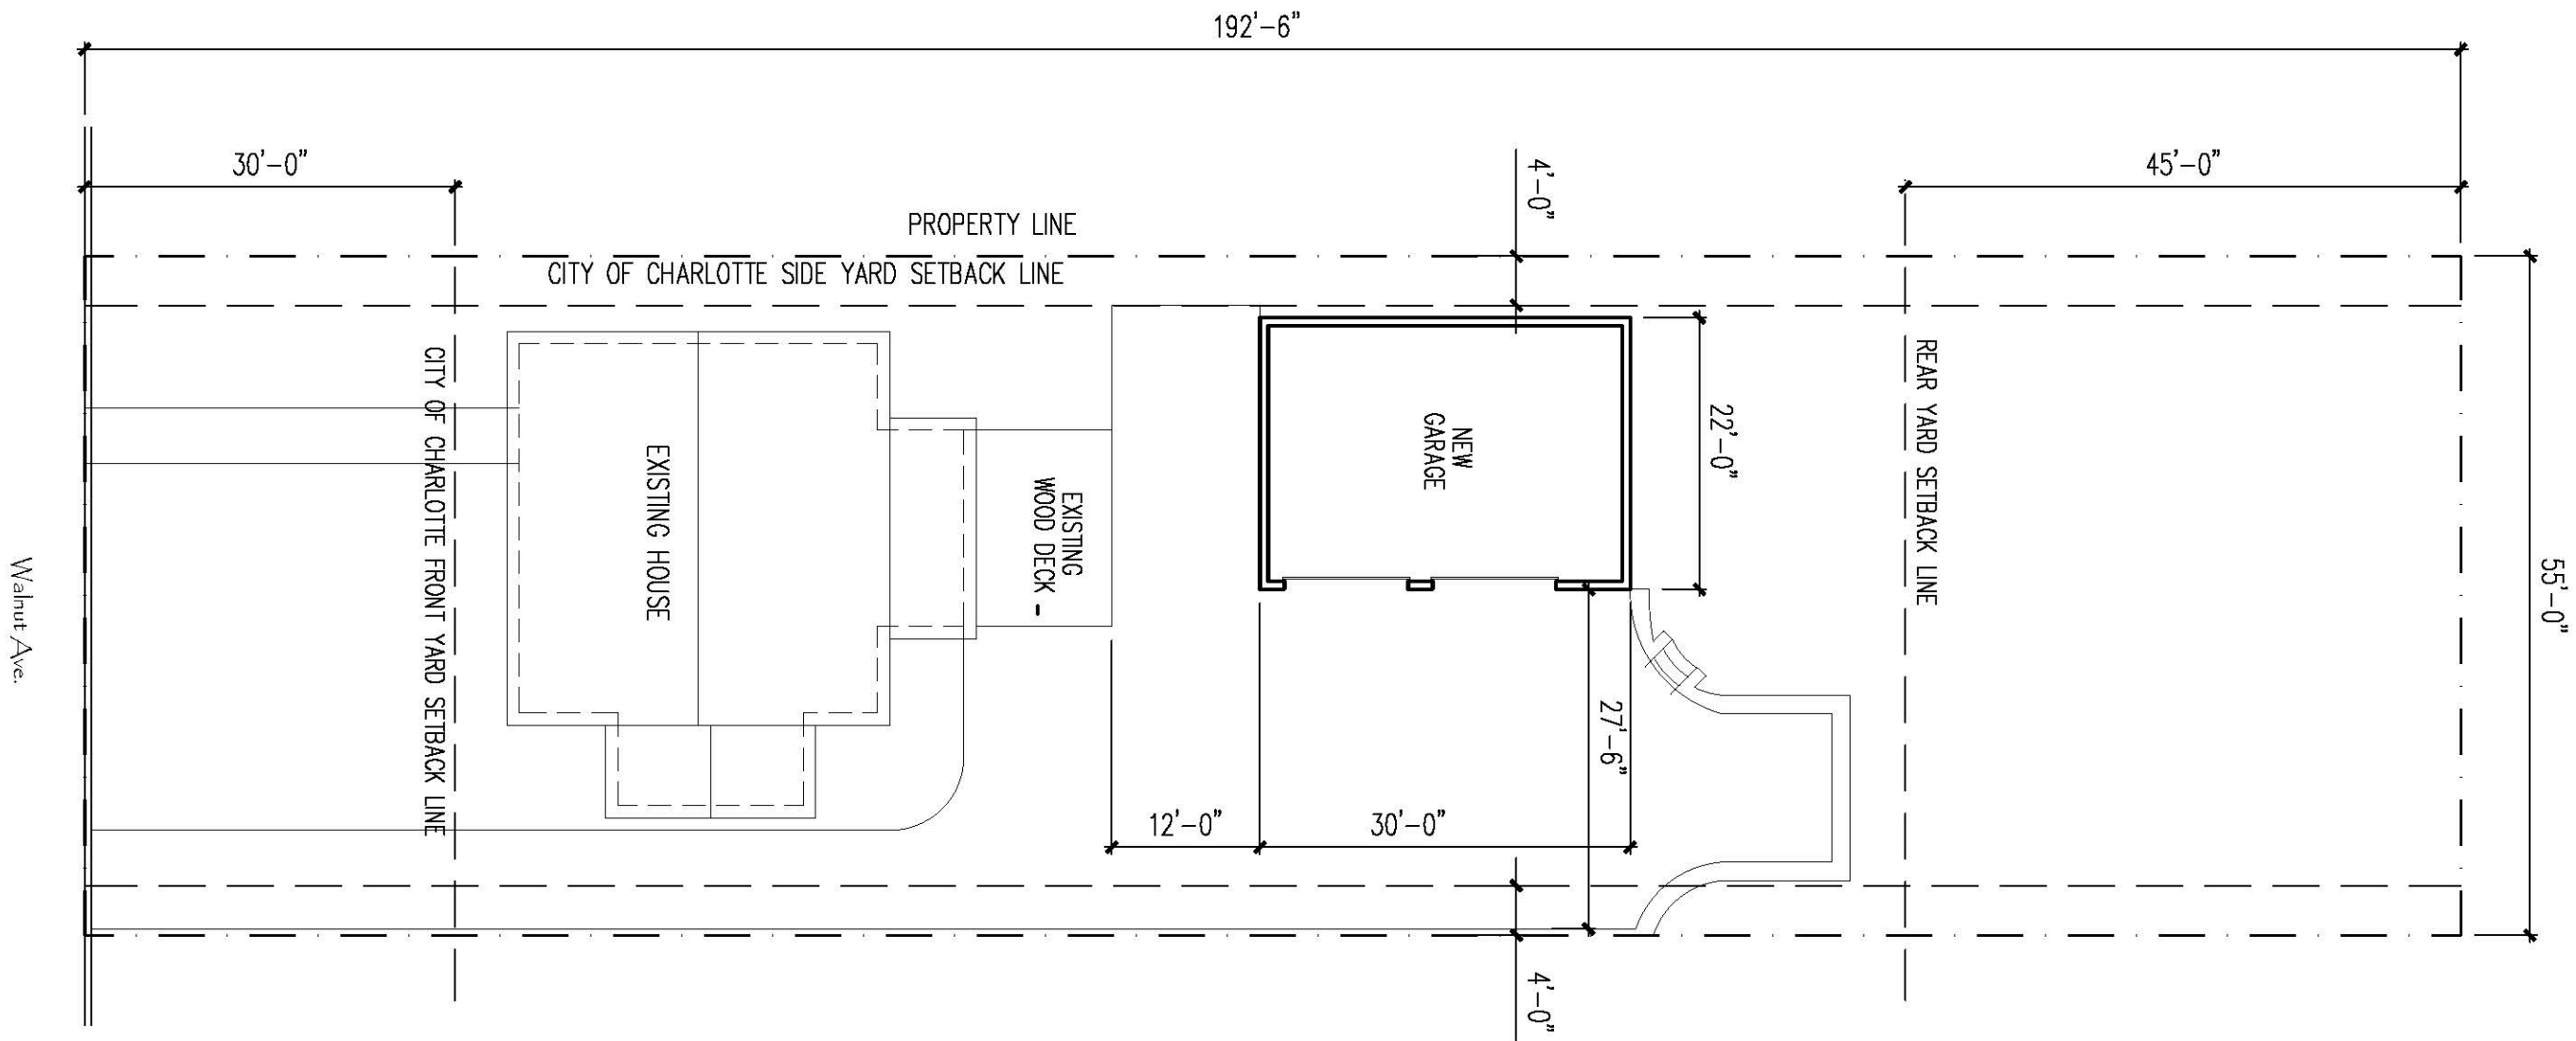 192'-6"
30'-0"
4'-0"
45'-0"
PROPERTY LINE
CITY OF CHARLOTTE SIDE YARD SETBACK LINE
CITY OF CHARLOTTE FRONT YARD SETBACK LINE
EXISTING HOUSE
EXISTING
WOOD DECK -
NEW
GARAGE
22'-0"
REAR YARD SETBACK LINE
55'-0"
Walnut Ave.
27'-6"
12'-0"
30'-0"
4'-0"